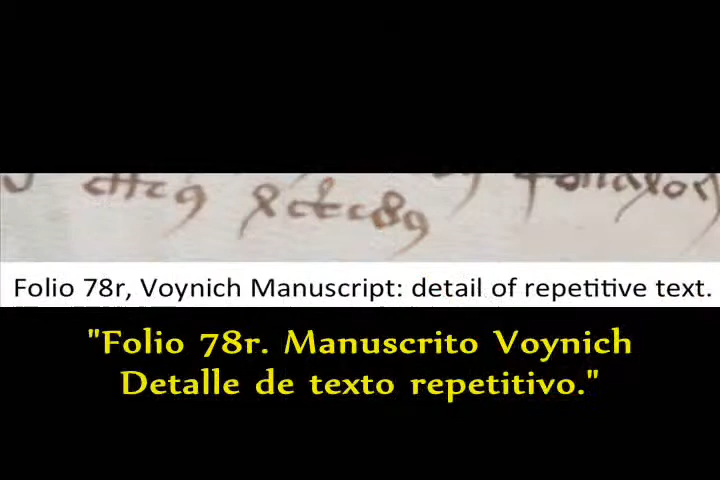 Folio 78r, Voynich Manuscript: detail of repetitive text.
"Folio 78r. Manuscrito Voynich
Detalle de texto repetitivo."